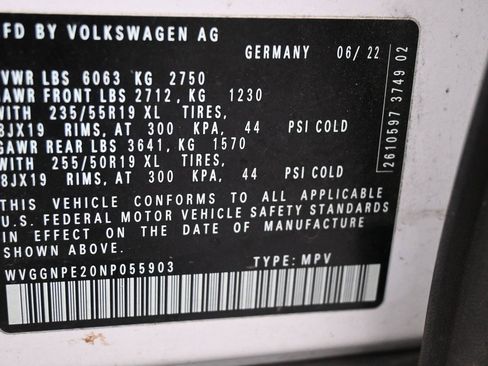 MFD BY VOLKSWAGEN AG
GERMANY 06/ 22
GVWR LBS 6063 KG 2750
GAWR FRONT LBS 2712, KG 1230
WITH 235/55R19 XL TIRES,
8JX19 RIMS, AT 300 KPA, 44 PSI COLD
GAWR REAR LBS 3641, KG 1570
WITH 255/50R19 XL TIRES,
8JX19 RIMS, AT 300 KPA, 44 PSI COLD
THIS VEHICLE CONFORMS TO ALL APPLICABLE
U.S. FEDERAL MOTOR VEHICLE SAFETY STANDARDS
IN EFFECT ON THE DATE OF MANUFACTURE
SHOWN ABOVE.
WVGGNPE20NP055903 TYPE: MPV
2610597 3749 02